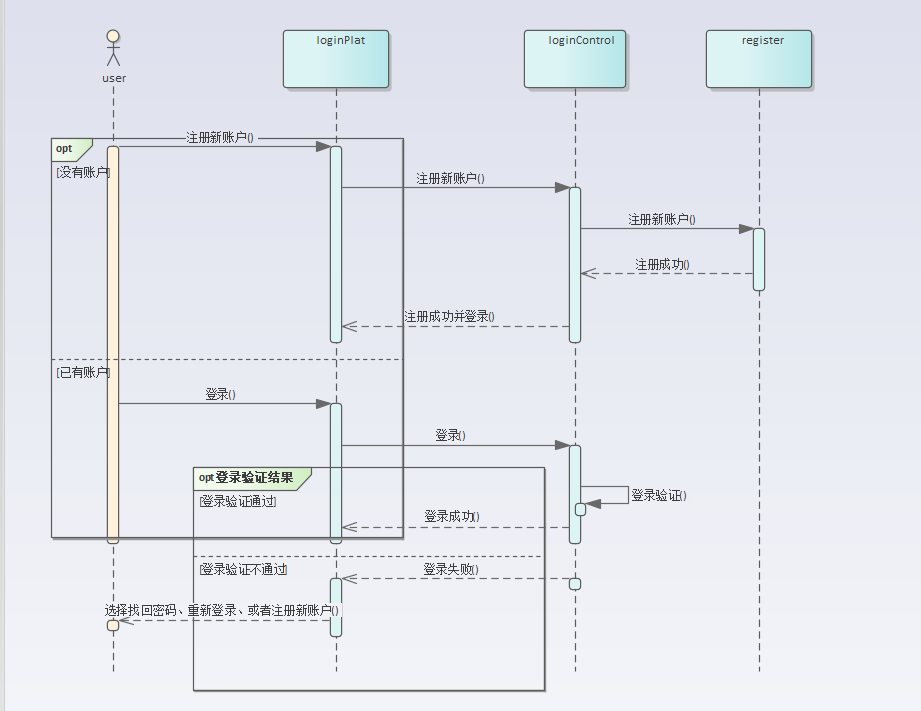 loginPlat
loginControl
register
user
注册新账户()
opt
[没有账户]
注册新账户()
注册新账户()
注册成功()
注册成功并登录()
[已有账户]
登录()
登录()
opt登录验证结果
登录验证()
[登录验证通过]
登录成功()
[登录验证不通过]
登录失败()
选择找回密码、重新登录、或者注册新账户()